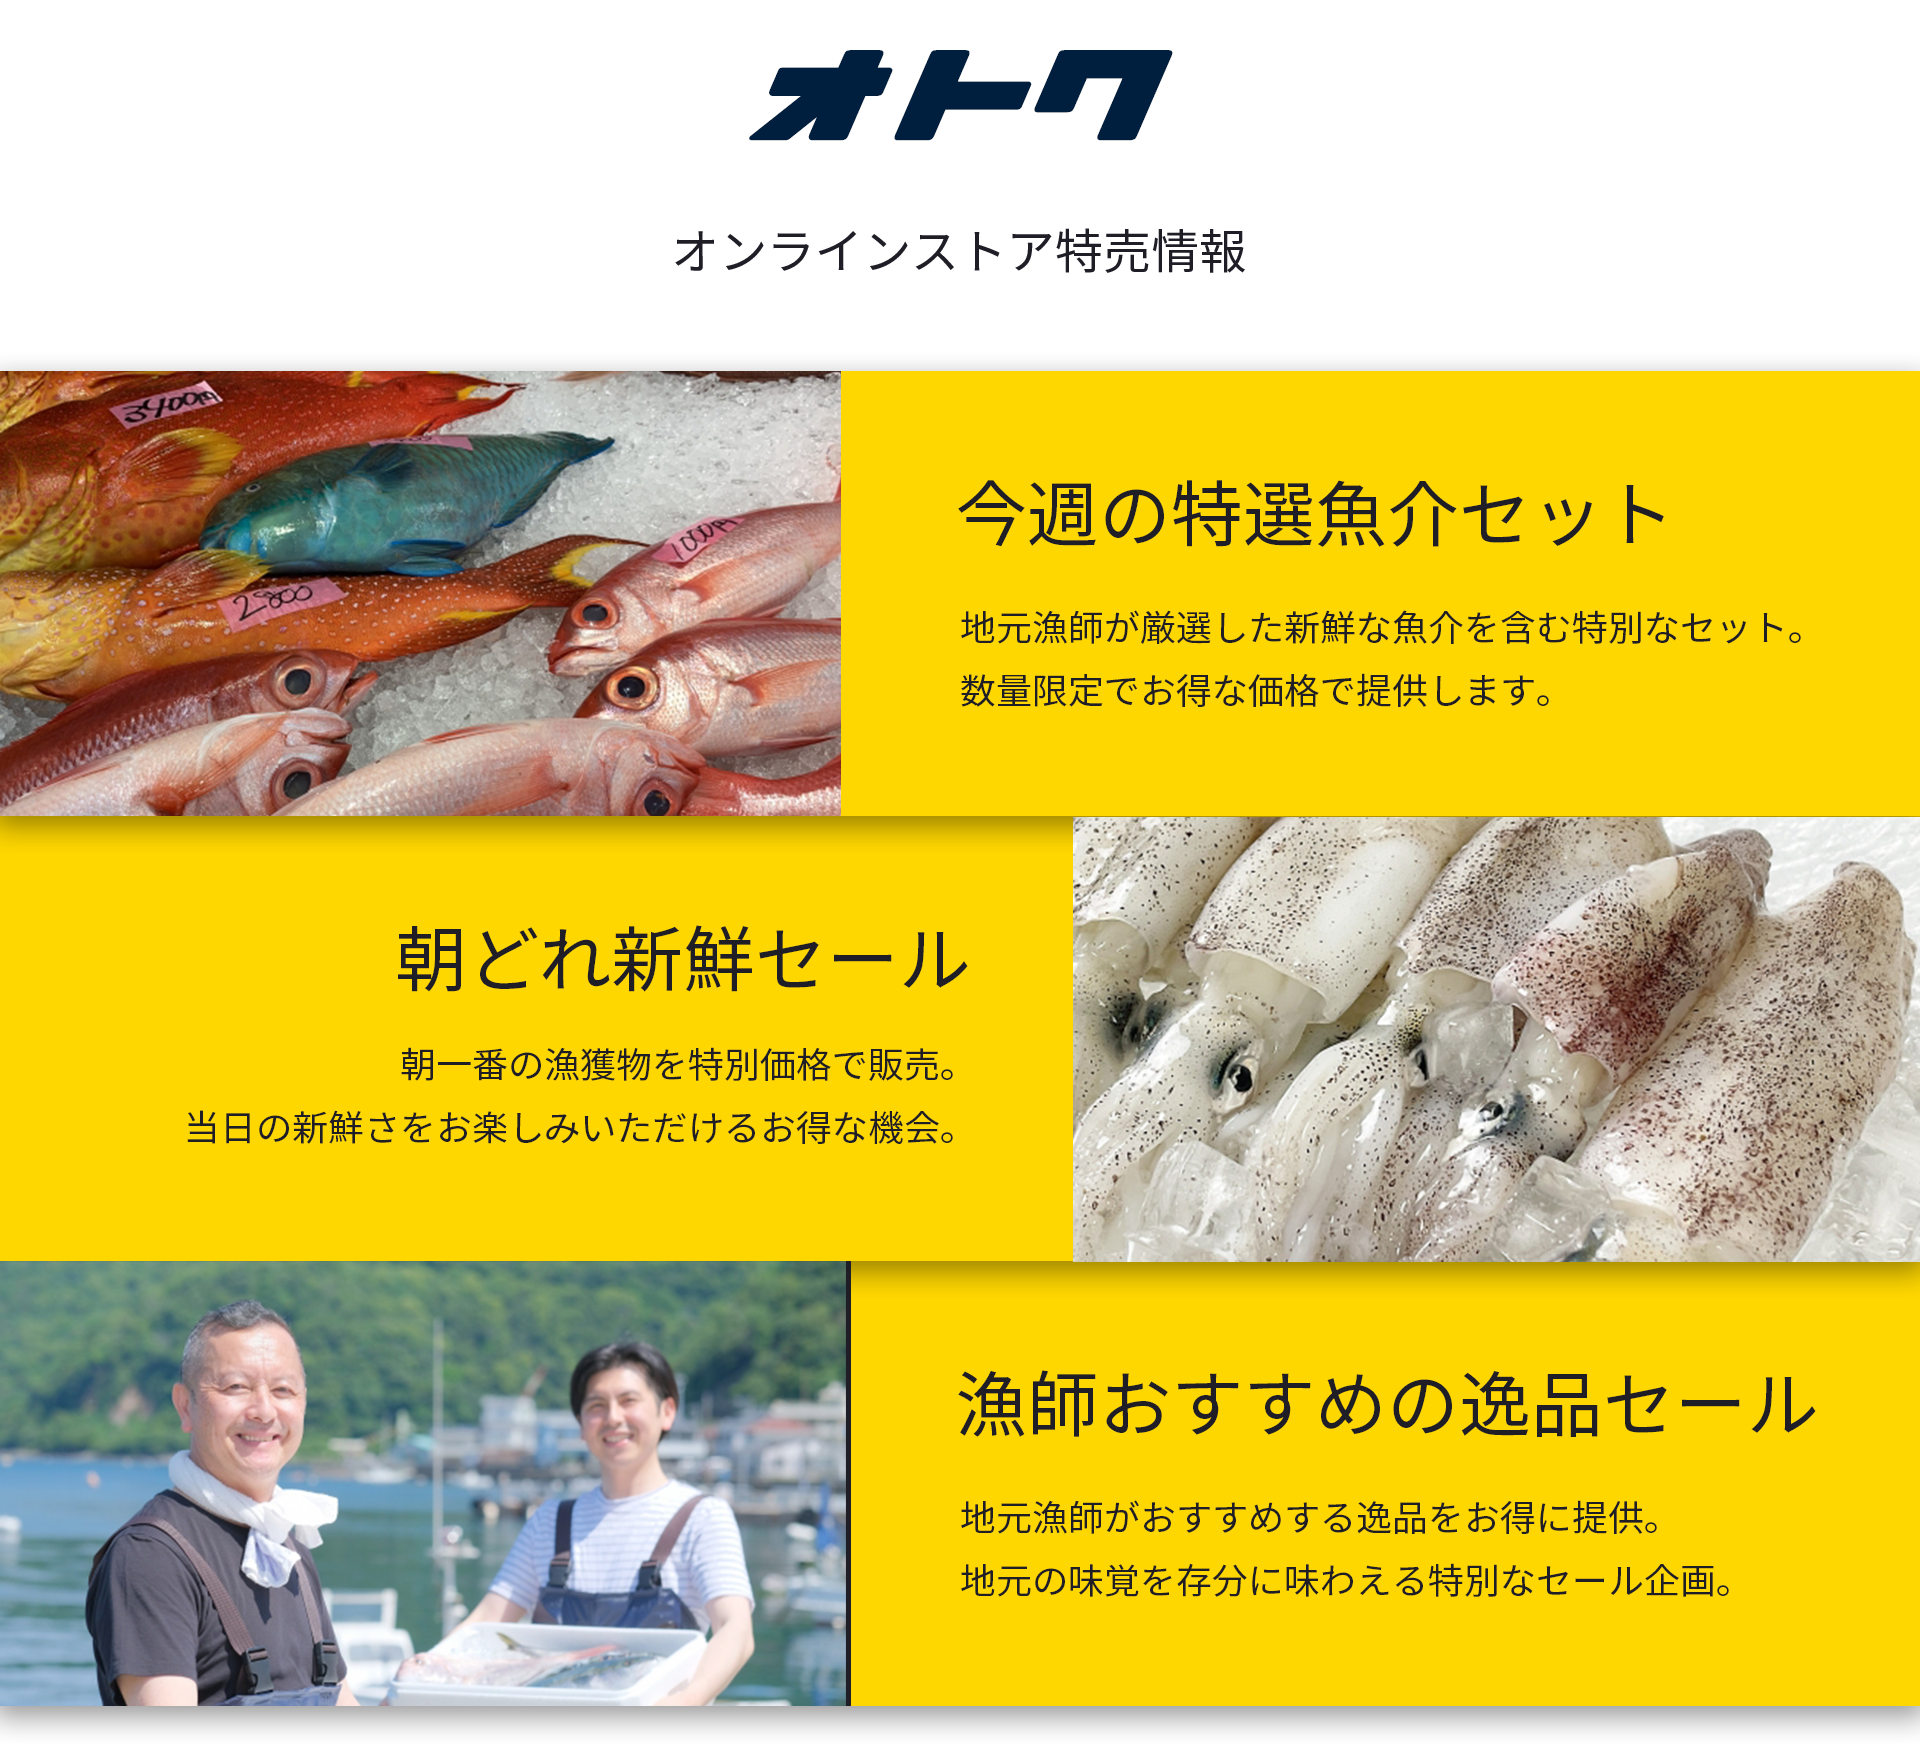 オトク
オンラインストア特売情報
3400円
2800
1000円
今週の特選魚介セット
地元漁師が厳選した新鮮な魚介を含む特別なセット。
数量限定でお得な価格で提供します。
朝どれ新鮮セール
朝一番の漁獲物を特別価格で販売。
当日の新鮮さをお楽しみいただけるお得な機会。
漁師おすすめの逸品セール
地元漁師がおすすめする逸品をお得に提供。
地元の味覚を存分に味わえる特別なセール企画。